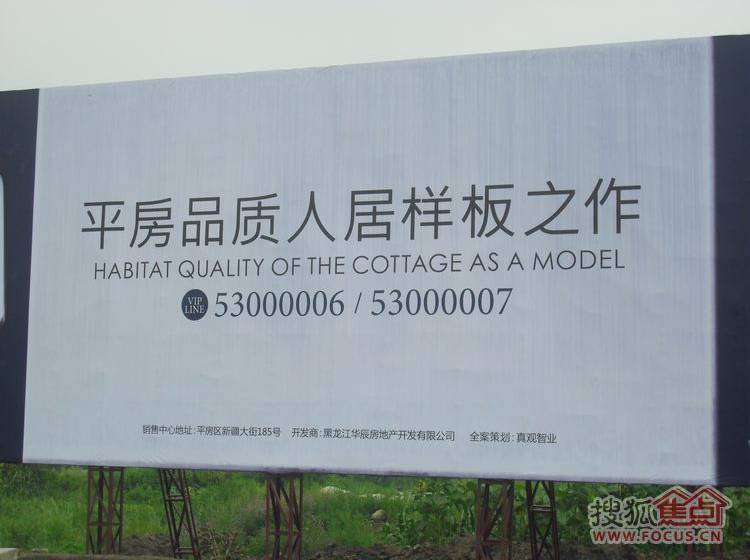 平房品质人居样板之作
HABITAT QUALITY OF THE COTTAGE AS A MODEL
VIP LINE 53000006 / 53000007
销售中心地址:平房区新疆大街185号 开发商:黑龙江华辰房地产开发有限公司 全案策划:真观智业
搜狐焦点
WWW.FOCUS.CN